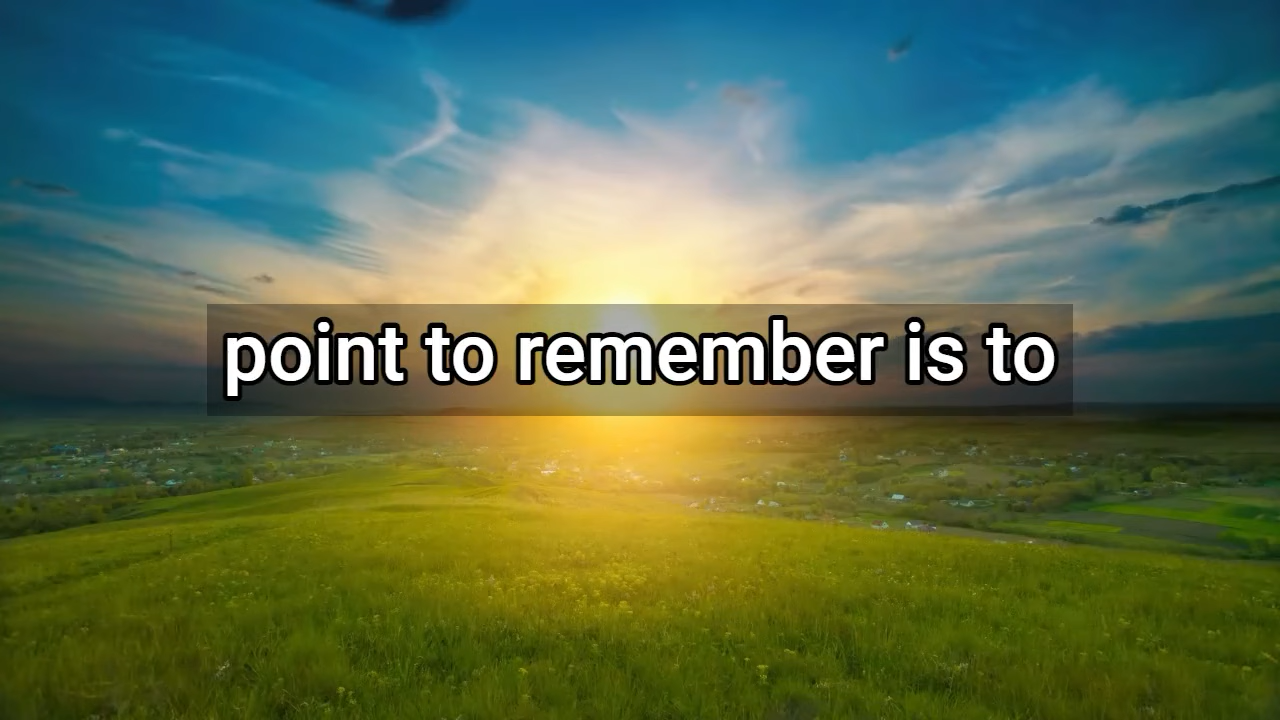 point to remember is to